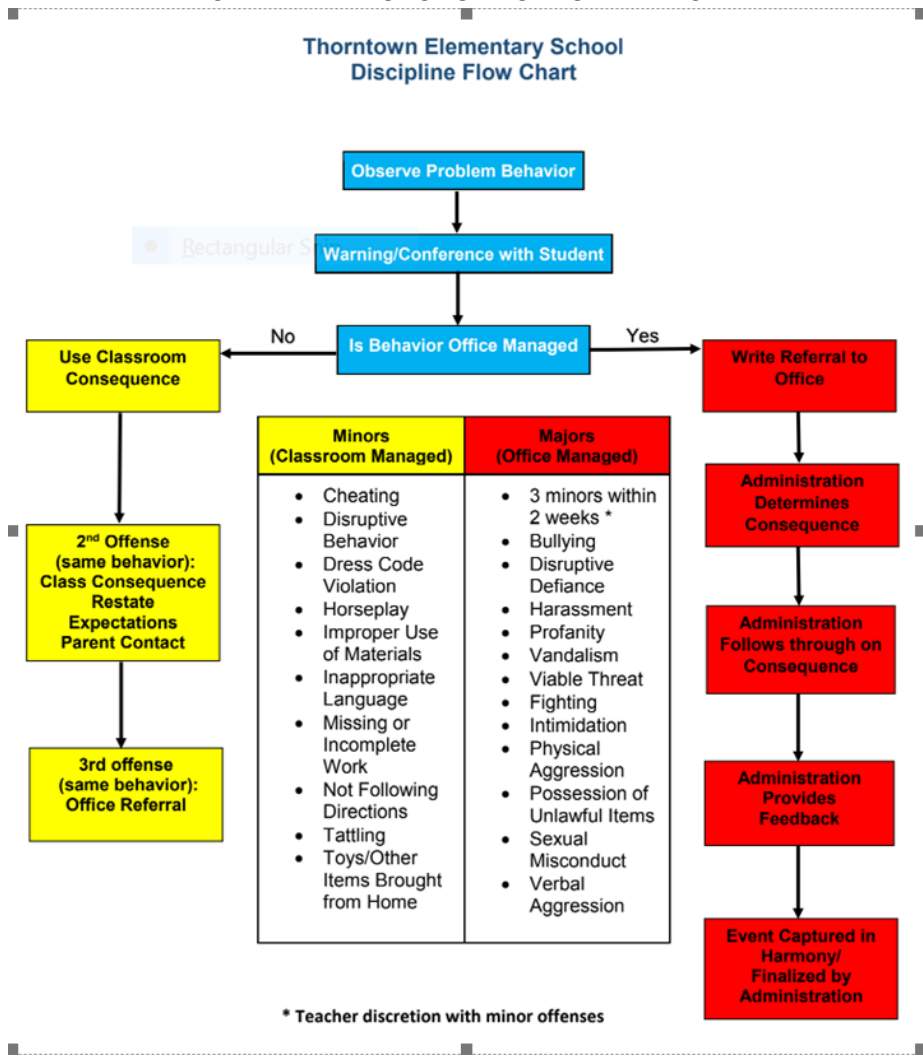 Thorntown Elementary School
Discipline Flow Chart
Observe Problem Behavior
Rectangular Snip
Warning/Conference with Student
Is Behavior Office Managed
No
Yes
Use Classroom
Consequence
2nd Offense
(same behavior):
Class Consequence
Restate
Expectations
Parent Contact
3rd offense
(same behavior):
Office Referral
Minors
(Classroom Managed)
• Cheating
• Disruptive
Behavior
• Dress Code
Violation
• Horseplay
• Improper Use
of Materials
• Inappropriate
Language
• Missing or
Incomplete
Work
• Not Following
Directions
• Tattling
• Toys/Other
Items Brought
from Home
Majors
(Office Managed)
• 3 minors within
2 weeks *
• Bullying
• Disruptive
Defiance
• Harassment
• Profanity
• Vandalism
• Viable Threat
• Fighting
• Intimidation
• Physical
Aggression
• Possession of
Unlawful Items
• Sexual
Misconduct
• Verbal
Aggression
Write Referral to
Office
Administration
Determines
Consequence
Administration
Follows through on
Consequence
Administration
Provides
Feedback
Event Captured in
Harmony/
Finalized by
Administration
* Teacher discretion with minor offenses